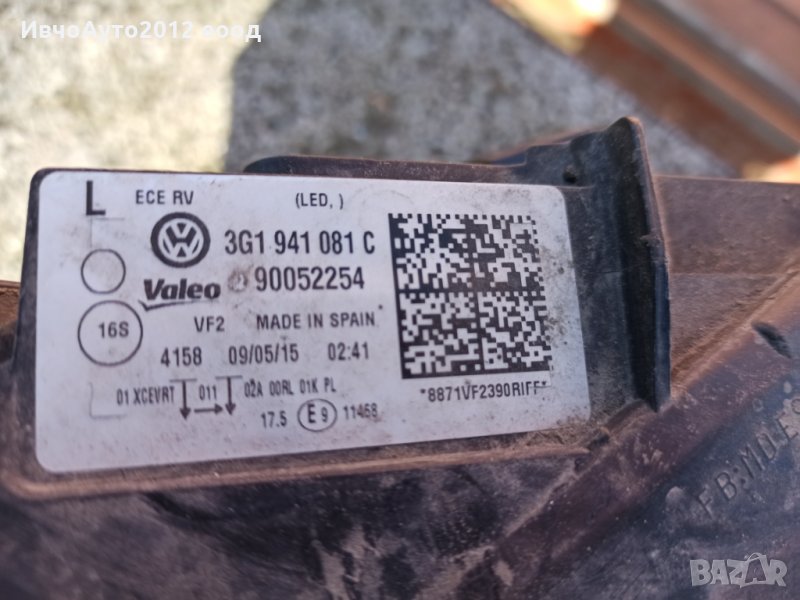 ИвчоАуто2012 еоод
L ECE RV (LED, )
3G1 941 081 C
Valeo 90052254
16S VF2 MADE IN SPAIN
4158 09/05/15 02:41
01 XCEVRT 011 02A 00RL 01K PL
17.5 E9 11468
*8871VF2390RIFF*
BAZAR